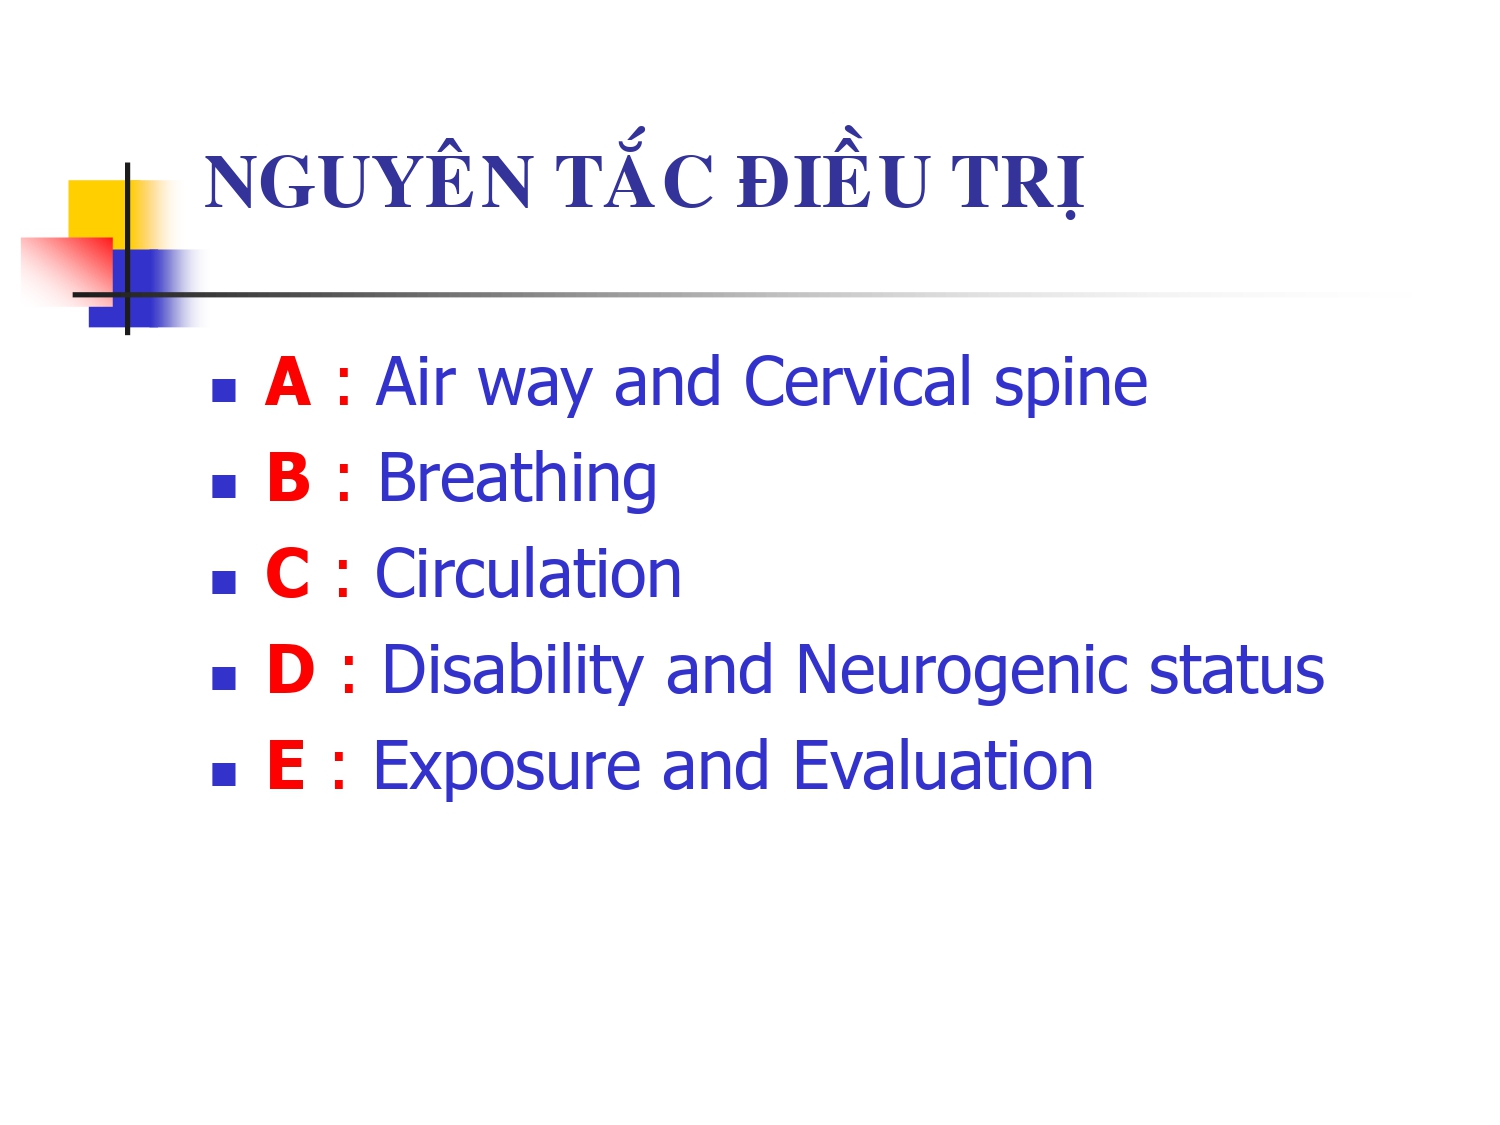 NGUYÊN TẮC ĐIỀU TRỊ
A : Air way and Cervical spine
B : Breathing
C : Circulation
D : Disability and Neurogenic status
E : Exposure and Evaluation